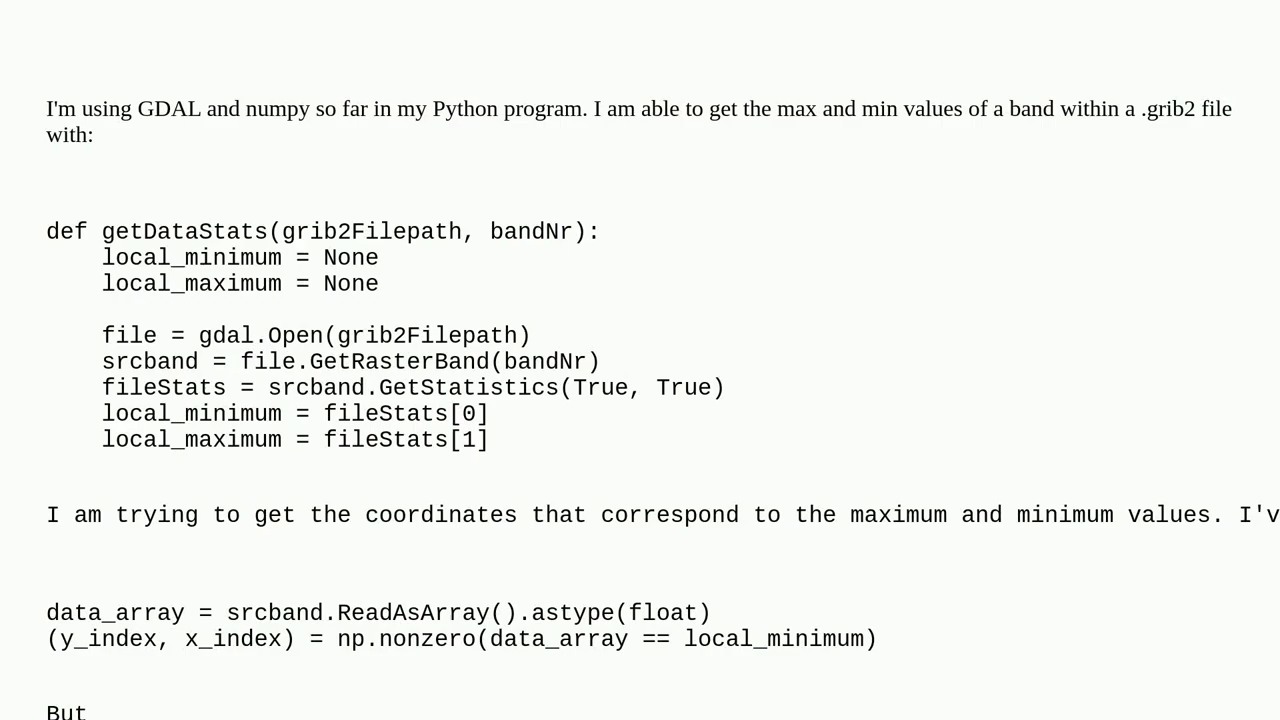 I'm using GDAL and numpy so far in my Python program. I am able to get the max and min values of a band within a .grib2 file
with:
def getDataStats(grib2Filepath, bandNr):
    local_minimum = None
    local_maximum = None
    file = gdal.Open(grib2Filepath)
    srcband = file.GetRasterBand(bandNr)
    fileStats = srcband.GetStatistics(True, True)
    local_minimum = fileStats[0]
    local_maximum = fileStats[1]
I am trying to get the coordinates that correspond to the maximum and minimum values. I'v
data_array = srcband.ReadAsArray().astype(float)
(y_index, x_index) = np.nonzero(data_array == local_minimum)
But